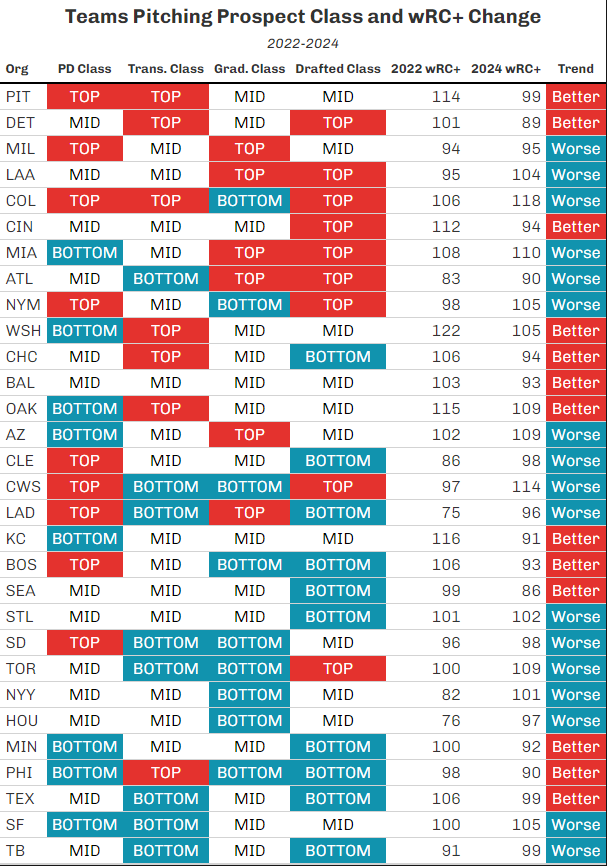 Teams Pitching Prospect Class and wRC+ Change
2022-2024
Org PD Class Trans. Class Grad. Class Drafted Class 2022 wRC+ 2024 wRC+ Trend
PIT TOP TOP MID MID 114 99 Better
DET MID TOP MID TOP 101 89 Better
MIL TOP MID TOP MID 94 95 Worse
LAA MID MID TOP TOP 95 104 Worse
COL TOP TOP BOTTOM TOP 106 118 Worse
CIN MID MID MID TOP 112 94 Better
MIA BOTTOM MID TOP TOP 108 110 Worse
ATL MID BOTTOM TOP TOP 83 90 Worse
NYM TOP MID BOTTOM TOP 98 105 Worse
WSH BOTTOM TOP MID MID 122 105 Better
CHC MID TOP MID BOTTOM 106 94 Better
BAL MID MID MID MID 103 93 Better
OAK BOTTOM TOP MID MID 115 109 Better
AZ BOTTOM MID TOP MID 102 109 Worse
CLE TOP MID MID BOTTOM 86 98 Worse
CWS TOP BOTTOM BOTTOM TOP 97 114 Worse
LAD TOP BOTTOM TOP BOTTOM 75 96 Worse
KC BOTTOM MID MID MID 116 91 Better
BOS TOP MID BOTTOM BOTTOM 106 93 Better
SEA MID MID MID BOTTOM 99 86 Better
STL MID MID MID BOTTOM 101 102 Worse
SD TOP BOTTOM BOTTOM MID 96 98 Worse
TOR MID BOTTOM BOTTOM TOP 100 109 Worse
NYY MID MID BOTTOM MID 82 101 Worse
HOU MID MID BOTTOM MID 76 97 Worse
MIN BOTTOM MID MID BOTTOM 100 92 Better
PHI BOTTOM TOP BOTTOM BOTTOM 98 90 Better
TEX MID BOTTOM MID BOTTOM 106 99 Better
SF BOTTOM BOTTOM MID MID 100 105 Worse
TB MID BOTTOM MID BOTTOM 91 99 Worse